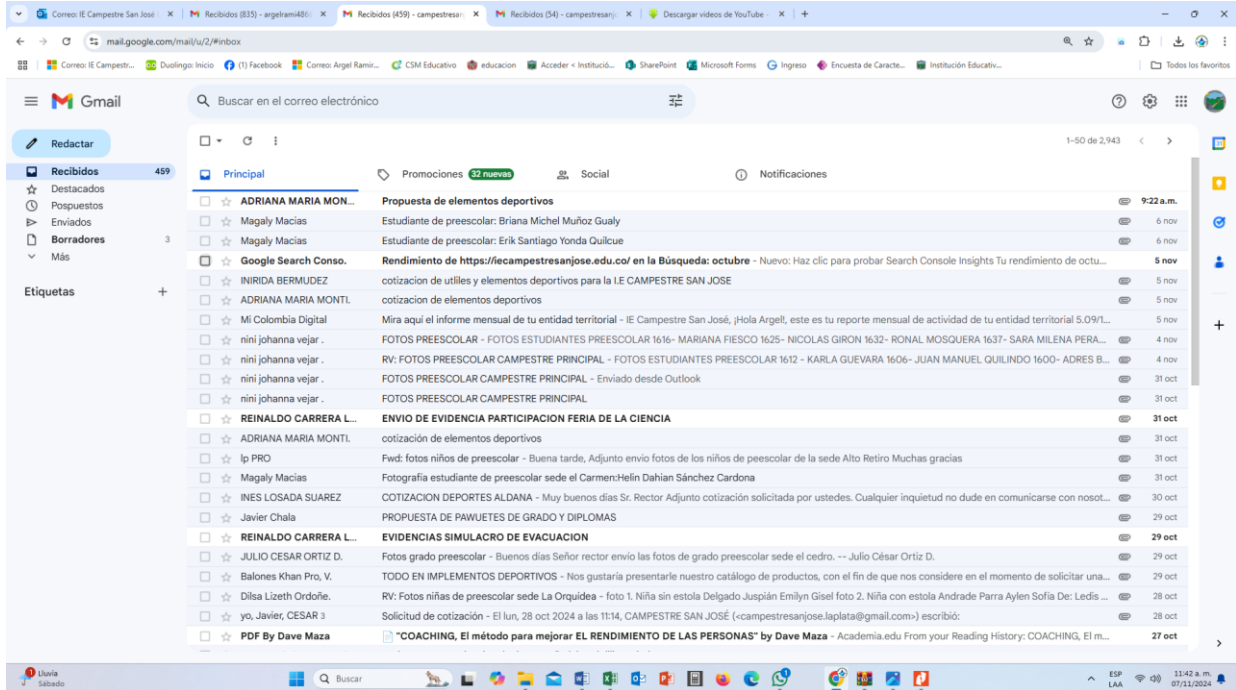 Correo: IE Campestre San José
Recibidos (835) - argelrami486
Recibidos (459) - campestresan
Recibidos (54) - campestresanjo
Descargar videos de YouTube -
mail.google.com/mail/u/2/#inbox
Correo: IE Campestr...
Duolingo: Inicio
(1) Facebook
Correo: Argel Ramir...
CSM Educativo
educacion
Acceder < Institució...
SharePoint
Microsoft Forms
Ingreso
Encuesta de Caracte...
Institución Educativ...
Todos los favoritos
Gmail
Buscar en el correo electrónico
Redactar
1–50 de 2,943
Recibidos 459
Destacados
Pospuestos
Enviados
Borradores 3
Más
Etiquetas
Principal
Promociones 32 nuevas
Social
Notificaciones
ADRIANA MARIA MON... Propuesta de elementos deportivos 9:22 a.m.
Magaly Macias Estudiante de preescolar: Briana Michel Muñoz Gualy 6 nov
Magaly Macias Estudiante de preescolar: Erik Santiago Yonda Quilcue 6 nov
Google Search Conso. Rendimiento de https://iecampestresanjose.edu.co/ en la Búsqueda: octubre - Nuevo: Haz clic para probar Search Console Insights Tu rendimiento de octu... 5 nov
INIRIDA BERMUDEZ cotizacion de utliles y elementos deportivos para la I.E CAMPESTRE SAN JOSE 5 nov
ADRIANA MARIA MONTI. cotizacion de elementos deportivos 5 nov
Mi Colombia Digital Mira aquí el informe mensual de tu entidad territorial - IE Campestre San José, ¡Hola Argel!, este es tu reporte mensual de actividad de tu entidad territorial 5.09/1... 5 nov
nini johanna vejar . FOTOS PREESCOLAR - FOTOS ESTUDIANTES PREESCOLAR 1616- MARIANA FIESCO 1625- NICOLAS GIRON 1632- RONAL MOSQUERA 1637- SARA MILENA PERA... 4 nov
nini johanna vejar . RV: FOTOS PREESCOLAR CAMPESTRE PRINCIPAL - FOTOS ESTUDIANTES PREESCOLAR 1612 - KARLA GUEVARA 1606- JUAN MANUEL QUILINDO 1600- ADRES B... 4 nov
nini johanna vejar . FOTOS PREESCOLAR CAMPESTRE PRINCIPAL - Enviado desde Outlook 31 oct
nini johanna vejar . FOTOS PREESCOLAR CAMPESTRE PRINCIPAL 31 oct
REINALDO CARRERA L... ENVIO DE EVIDENCIA PARTICIPACION FERIA DE LA CIENCIA 31 oct
ADRIANA MARIA MONTI. cotización de elementos deportivos 31 oct
lp PRO Fwd: fotos niños de preescolar - Buena tarde, Adjunto envio fotos de los niños de peescolar de la sede Alto Retiro Muchas gracias 31 oct
Magaly Macias Fotografía estudiante de preescolar sede el Carmen:Helin Dahian Sánchez Cardona 31 oct
INES LOSADA SUAREZ COTIZACION DEPORTES ALDANA - Muy buenos días Sr. Rector Adjunto cotización solicitada por ustedes. Cualquier inquietud no dude en comunicarse con nosot... 30 oct
Javier Chala PROPUESTA DE PAWUETES DE GRADO Y DIPLOMAS 29 oct
REINALDO CARRERA L... EVIDENCIAS SIMULACRO DE EVACUACION 29 oct
JULIO CESAR ORTIZ D. Fotos grado preescolar - Buenos días Señor rector envío las fotos de grado preescolar sede el cedro. -- Julio César Ortiz D. 29 oct
Balones Khan Pro, V. TODO EN IMPLEMENTOS DEPORTIVOS - Nos gustaría presentarle nuestro catálogo de productos, con el fin de que nos considere en el momento de solicitar una... 29 oct
Dilsa Lizeth Ordoñe. RV: Fotos niñas de preescolar sede La Orquídea - foto 1. Niña sin estola Delgado Juspián Emilyn Gisel foto 2. Niña con estola Andrade Parra Aylen Sofía De: Ledis ... 28 oct
yo, Javier, CESAR 3 Solicitud de cotización - El lun, 28 oct 2024 a las 11:14, CAMPESTRE SAN JOSÉ (<campestresanjose.laplata@gmail.com>) escribió: 28 oct
PDF By Dave Maza "COACHING, El método para mejorar EL RENDIMIENTO DE LAS PERSONAS" by Dave Maza - Academia.edu From your Reading History: COACHING, El m... 27 oct
Lluvia
Sábado
Buscar
ESP
LAA
11:42 a. m.
07/11/2024